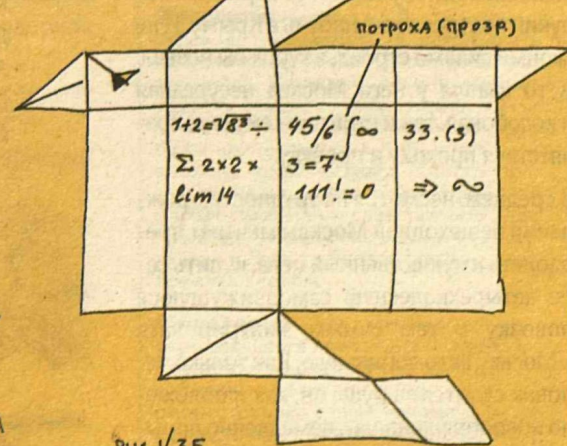 потроха (прозр.)
1+2=√8³ ÷ 45/6 ∫∞ 33.(3)
Σ 2×2× 3=7
lim 14 111!=0 ⇒ ∾